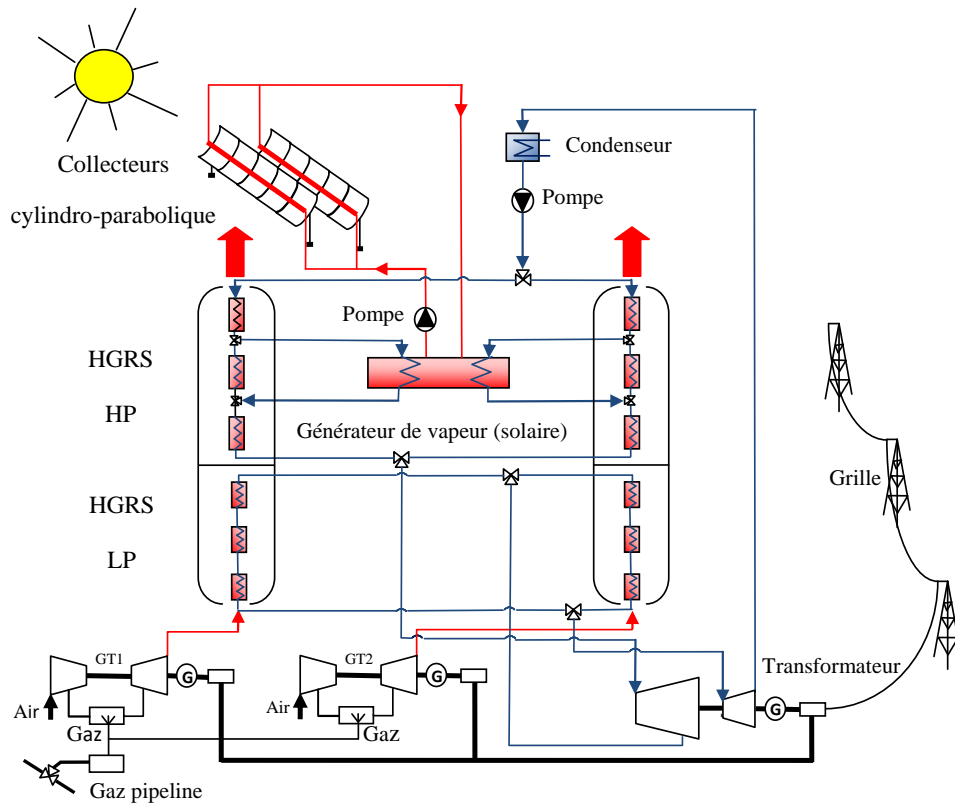 Collecteurs
cylindro-parabolique
Condenseur
Pompe
Pompe
HGRS
HP
Générateur de vapeur (solaire)
HGRS
LP
Grille
Transformateur
GT1
G
GT2
G
G
Air
Gaz
Air
Gaz
Gaz pipeline